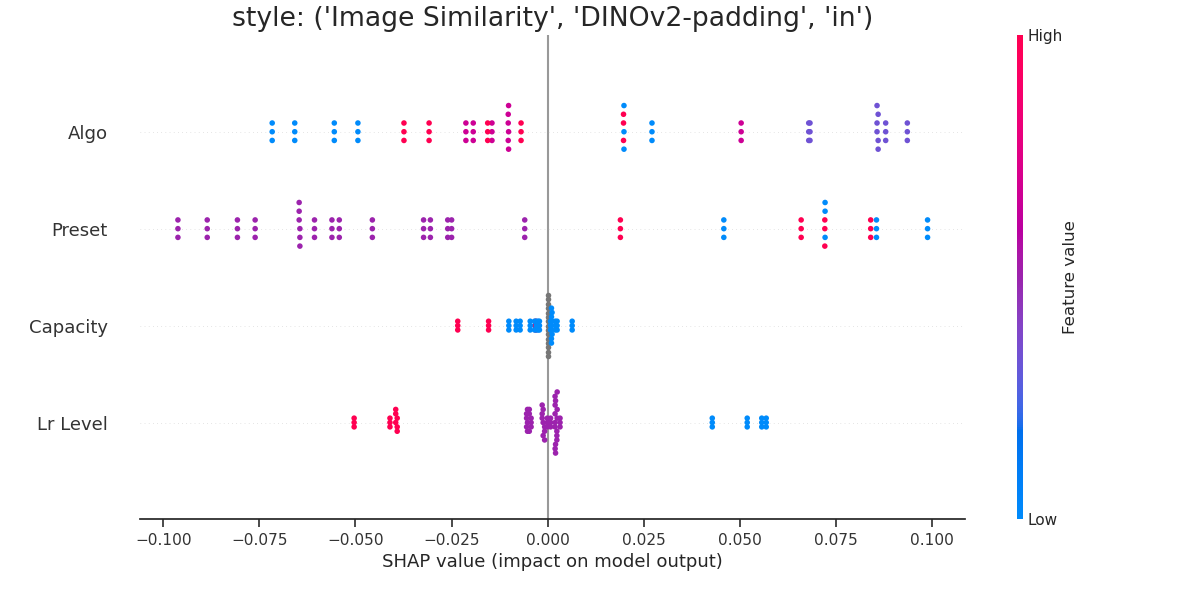 style: ('Image Similarity', 'DINOv2-padding', 'in')
High
Algo
Preset
Capacity
Lr Level
Feature value
Low
−0.100 −0.075 −0.050 −0.025 0.000 0.025 0.050 0.075 0.100
SHAP value (impact on model output)